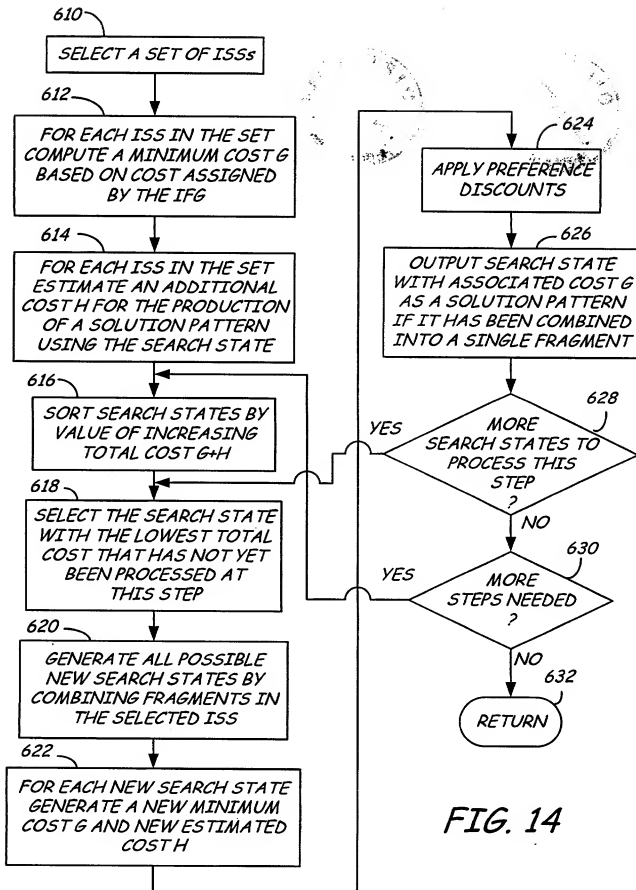 610
SELECT A SET OF ISSs
612
FOR EACH ISS IN THE SET
COMPUTE A MINIMUM COST G
BASED ON COST ASSIGNED
BY THE IFG
614
FOR EACH ISS IN THE SET
ESTIMATE AN ADDITIONAL
COST H FOR THE PRODUCTION
OF A SOLUTION PATTERN
USING THE SEARCH STATE
616
SORT SEARCH STATES BY
VALUE OF INCREASING
TOTAL COST G+H
618
SELECT THE SEARCH STATE
WITH THE LOWEST TOTAL
COST THAT HAS NOT YET
BEEN PROCESSED AT
THIS STEP
620
GENERATE ALL POSSIBLE
NEW SEARCH STATES BY
COMBINING FRAGMENTS IN
THE SELECTED ISS
622
FOR EACH NEW SEARCH STATE
GENERATE A NEW MINIMUM
COST G AND NEW ESTIMATED
COST H
624
APPLY PREFERENCE
DISCOUNTS
626
OUTPUT SEARCH STATE
WITH ASSOCIATED COST G
AS A SOLUTION PATTERN
IF IT HAS BEEN COMBINED
INTO A SINGLE FRAGMENT
628
YES
MORE
SEARCH STATES TO
PROCESS THIS
STEP
?
NO
630
YES
MORE
STEPS NEEDED
?
NO
632
RETURN
FIG. 14